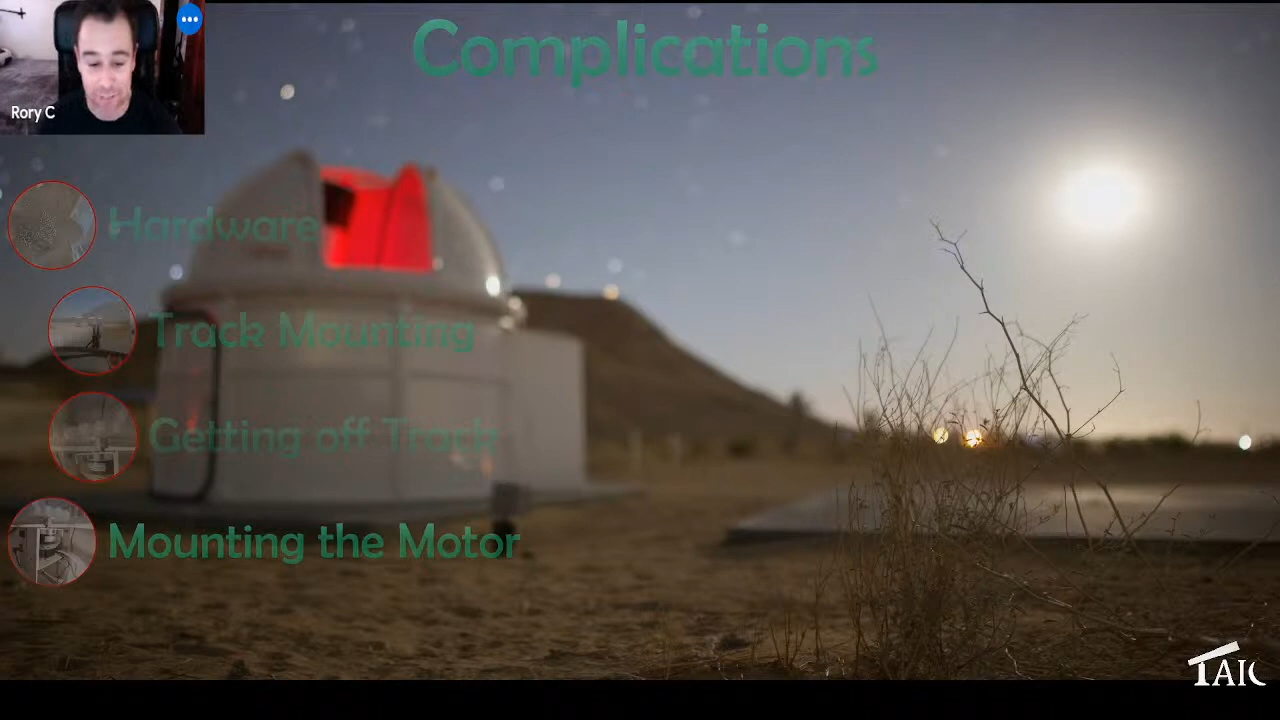 Complications
Rory C
Hardware
Track Mounting
Getting off Track
Mounting the Motor
TAIC